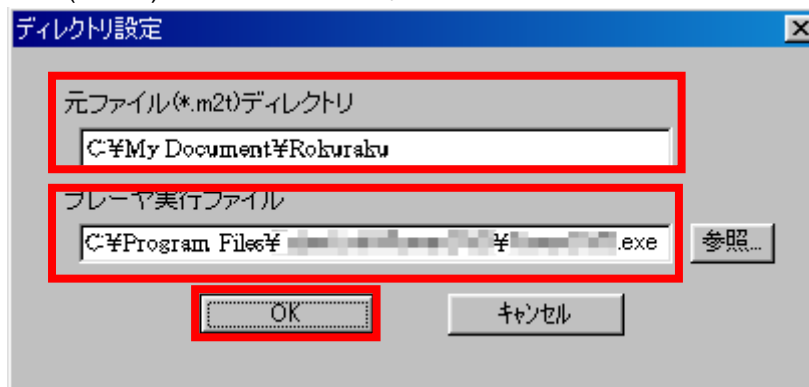 ディレクトリ設定
元ファイル(*.m2t)ディレクトリ
C:¥My Document¥Rokuraku
プレーヤ実行ファイル
C:¥Program Files¥ ¥ .exe 参照...
OK キャンセル